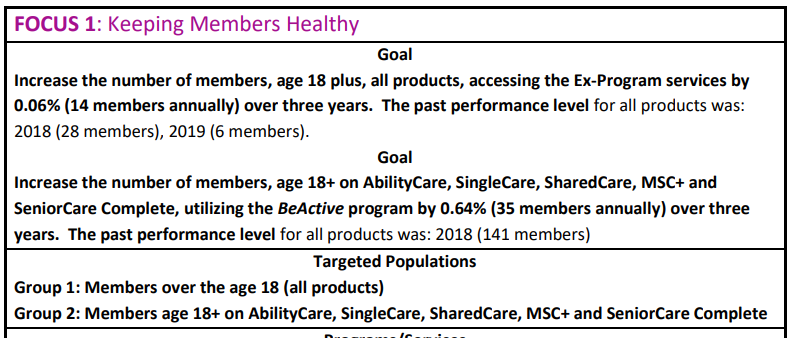 FOCUS 1: Keeping Members Healthy
Goal
Increase the number of members, age 18 plus, all products, accessing the Ex-Program services by
0.06% (14 members annually) over three years.  The past performance level for all products was:
2018 (28 members), 2019 (6 members).
Goal
Increase the number of members, age 18+ on AbilityCare, SingleCare, SharedCare, MSC+ and
SeniorCare Complete, utilizing the BeActive program by 0.64% (35 members annually) over three
years.  The past performance level for all products was: 2018 (141 members)
Targeted Populations
Group 1: Members over the age 18 (all products)
Group 2: Members age 18+ on AbilityCare, SingleCare, SharedCare, MSC+ and SeniorCare Complete
Programs/Services